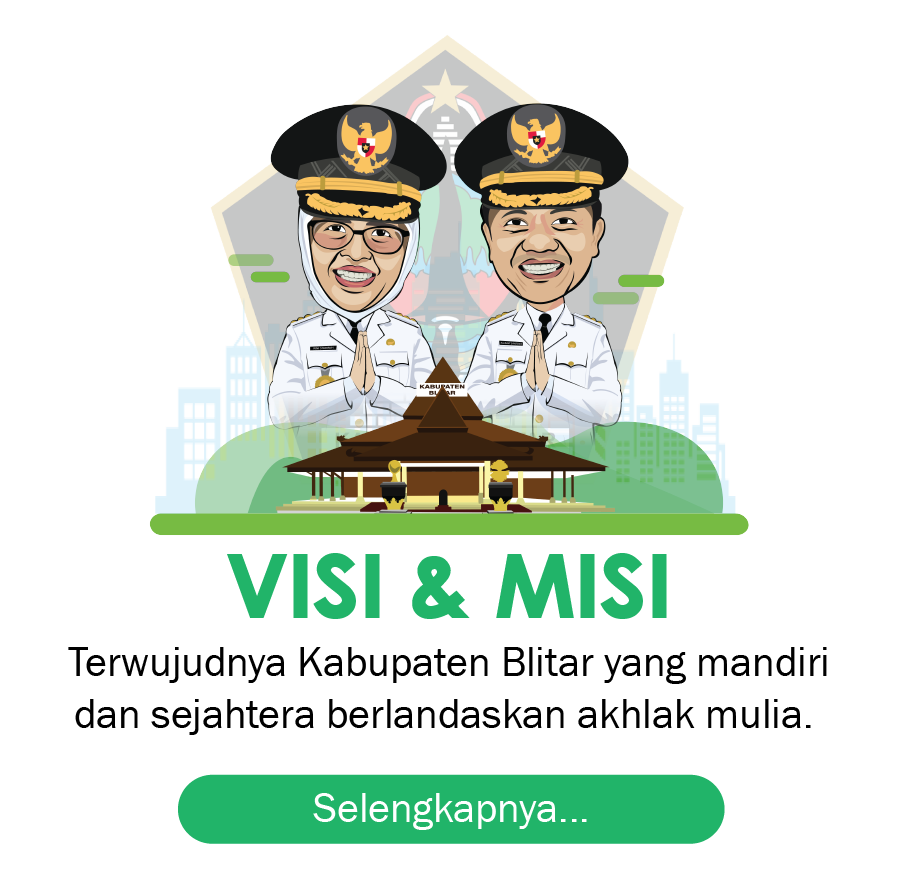 KABUPATEN
BLITAR
VISI & MISI
Terwujudnya Kabupaten Blitar yang mandiri
dan sejahtera berlandaskan akhlak mulia.
Selengkapnya...